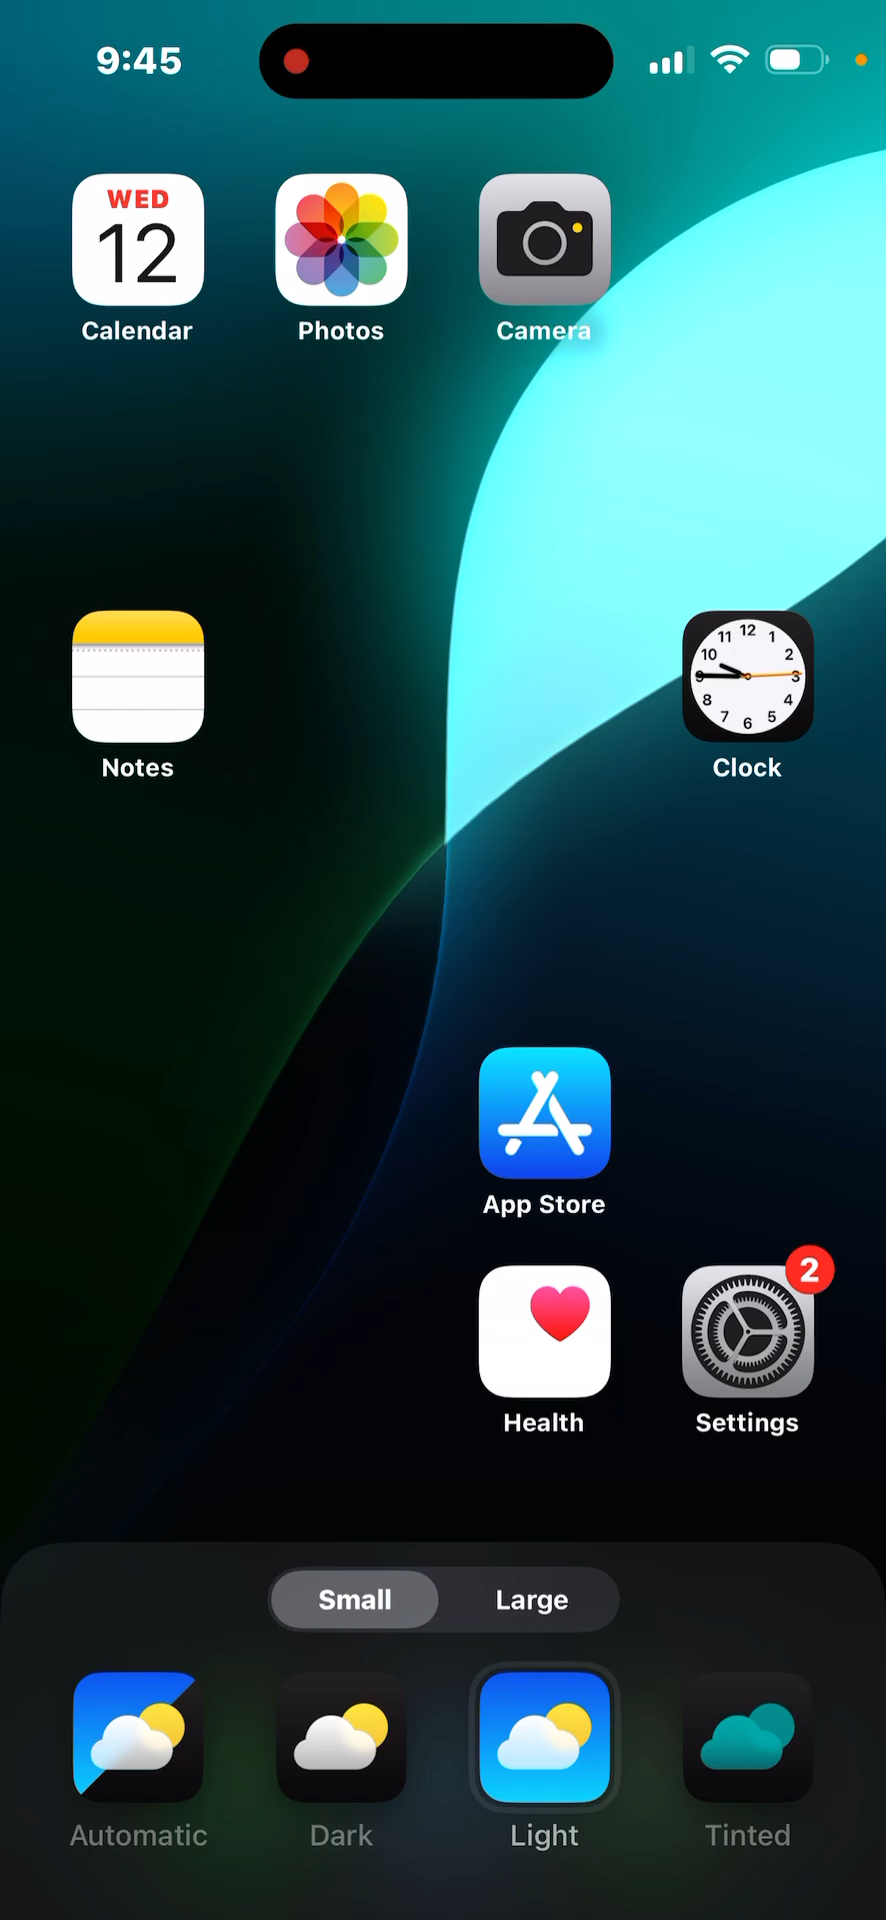 9:45
WED
12
Calendar
Photos
Camera
Notes
12
11
1
10
2
9
3
8
4
7
5
6
Clock
App Store
2
Health
Settings
Small
Large
Automatic
Dark
Light
Tinted